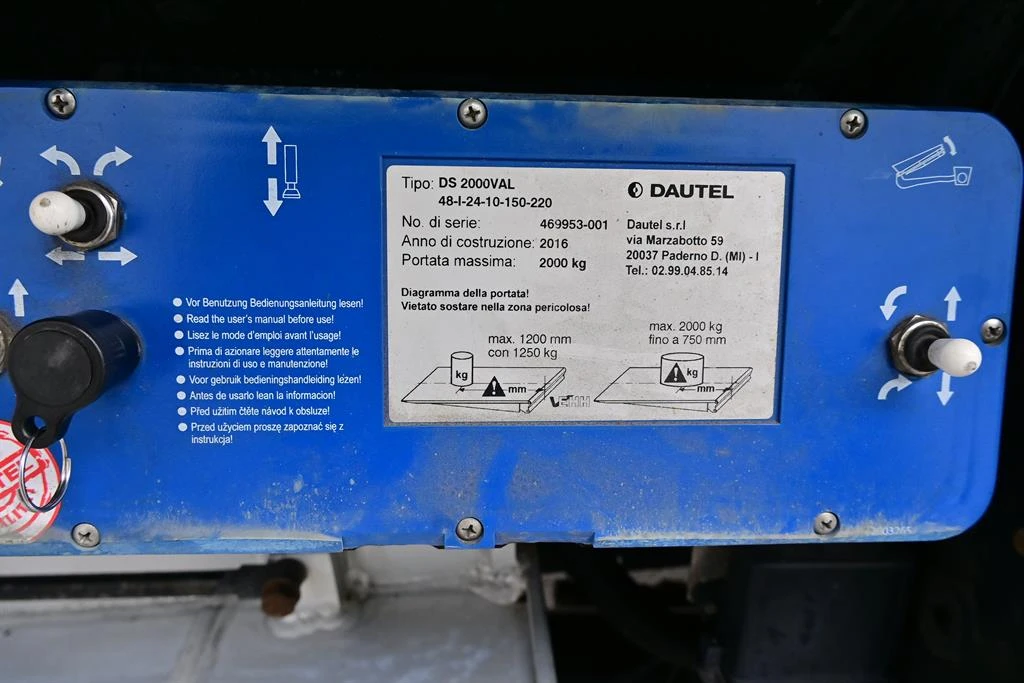 Tipo: DS 2000VAL
48-I-24-10-150-220
No. di serie: 469953-001
Anno di costruzione: 2016
Portata massima: 2000 kg
DAUTEL
Dautel s.r.l
via Marzabotto 59
20037 Paderno D. (MI) - I
Tel.: 02.99.04.85.14
Diagramma della portata!
Vietato sostare nella zona pericolosa!
max. 1200 mm
con 1250 kg
kg
mm
max. 2000 kg
fino a 750 mm
kg
mm
Vor Benutzung Bedienungsanleitung lesen!
Read the user's manual before use!
Lisez le mode d'emploi avant l'usage!
Prima di azionare leggere attentamente le
instruzioni di uso e manutenzione!
Voor gebruik bedieningshandleiding lezen!
Antes de usarlo lean la informacion!
Před užitím čtěte návod k obsluze!
Przed użyciem proszę zapoznać się z
instrukcja!